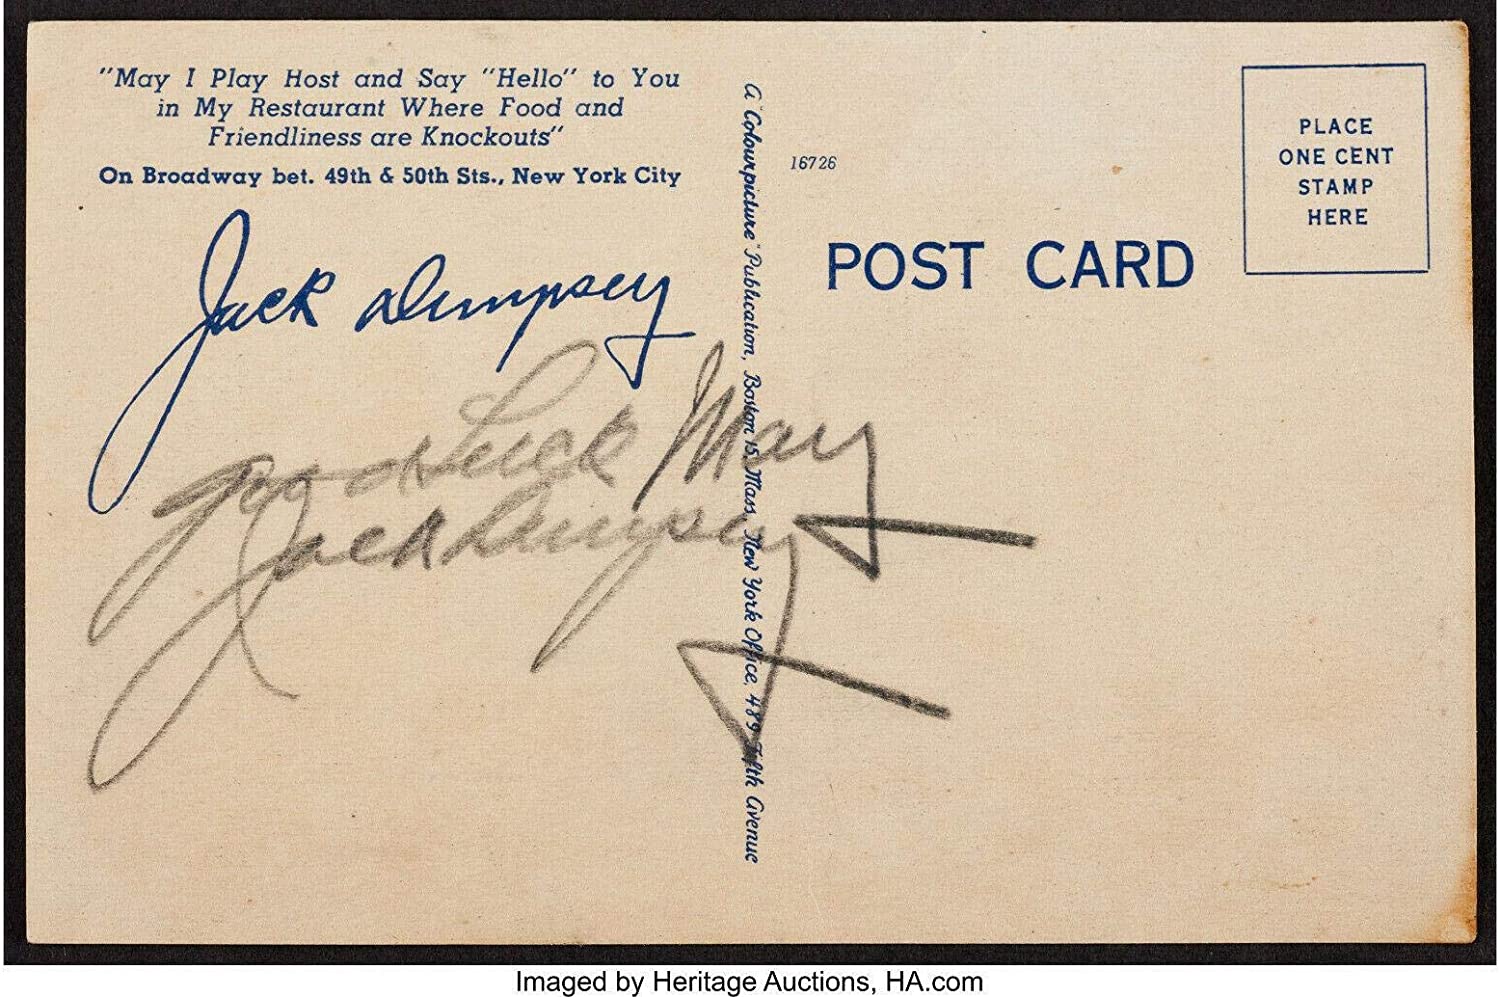 "May I Play Host and Say "Hello" to You
in My Restaurant Where Food and
Friendliness are Knockouts"
On Broadway bet. 49th & 50th Sts., New York City
Jack Dempsey
good Luck Mary
Jack Dempsey
A "Colourpicture" Publication, Boston 15, Mass. New York Office, 489 Fifth Avenue
16726
POST CARD
PLACE
ONE CENT
STAMP
HERE
Imaged by Heritage Auctions, HA.com